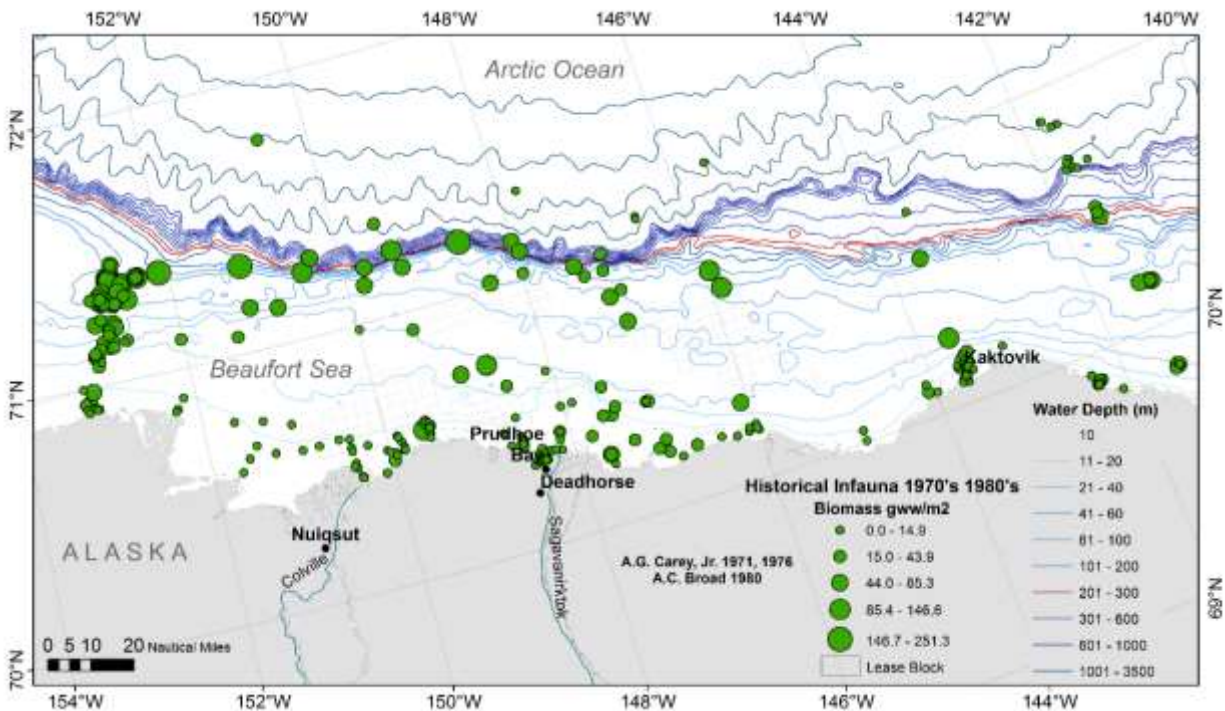 152°W 150°W 148°W 146°W 144°W 142°W 140°W
Arctic Ocean
72°N
70°N
Beaufort Sea
Kaktovik
71°N
Prudhoe
Bay
Deadhorse
Nuiqsut
ALASKA
Colville
Sagavanirktok
A.G. Carey, Jr. 1971, 1976
A.C. Broad 1980
Historical Infauna 1970's 1980's
Biomass gww/m2
0.0 - 14.9
15.0 - 43.9
44.0 - 85.3
85.4 - 146.6
146.7 - 251.3
Lease Block
Water Depth (m)
10
11 - 20
21 - 40
41 - 60
61 - 100
101 - 200
201 - 300
301 - 600
601 - 1000
1001 - 3500
69°N
0 5 10 20 Nautical Miles
70°N
154°W 152°W 150°W 148°W 146°W 144°W